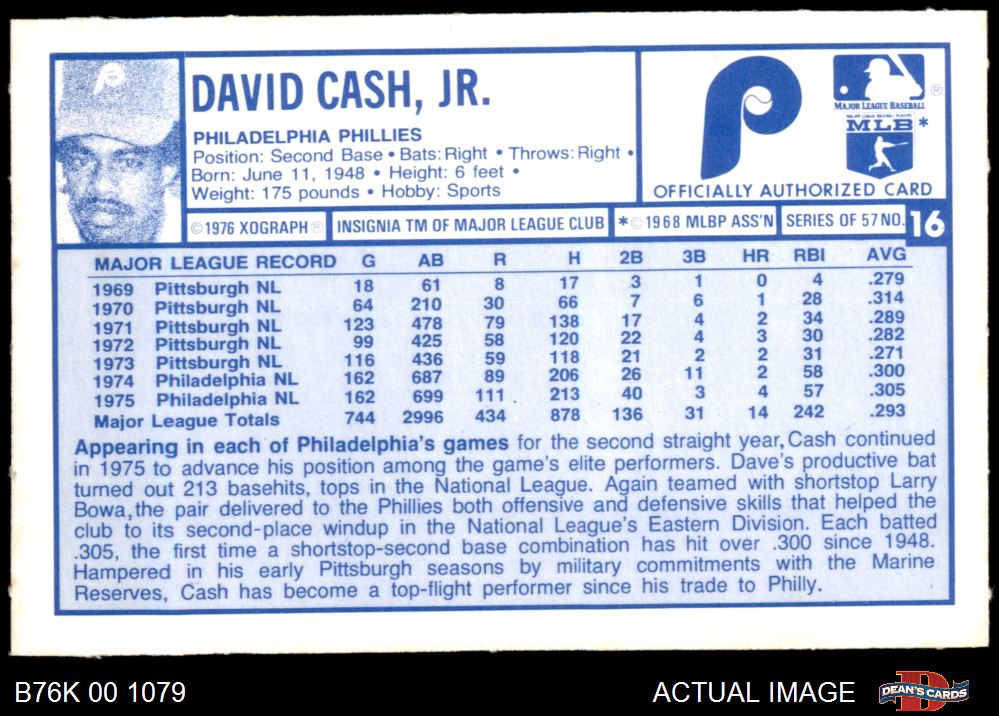 DAVID CASH, JR.
PHILADELPHIA PHILLIES
Position: Second Base • Bats: Right • Throws: Right •
Born: June 11, 1948 • Height: 6 feet •
Weight: 175 pounds • Hobby: Sports
P
MAJOR LEAGUE BASEBALL ®
MAJOR LEAGUE BASEBALL PLAYERS
MLB *
OFFICIALLY AUTHORIZED CARD
© 1976 XOGRAPH ® INSIGNIA TM OF MAJOR LEAGUE CLUB *© 1968 MLBP ASS'N SERIES OF 57 NO. 16
MAJOR LEAGUE RECORD G AB R H 2B 3B HR RBI AVG
1969 Pittsburgh NL 18 61 8 17 3 1 0 4 .279
1970 Pittsburgh NL 64 210 30 66 7 6 1 28 .314
1971 Pittsburgh NL 123 478 79 138 17 4 2 34 .289
1972 Pittsburgh NL 99 425 58 120 22 4 3 30 .282
1973 Pittsburgh NL 116 436 59 118 21 2 2 31 .271
1974 Philadelphia NL 162 687 89 206 26 11 2 58 .300
1975 Philadelphia NL 162 699 111 213 40 3 4 57 .305
Major League Totals 744 2996 434 878 136 31 14 242 .293
Appearing in each of Philadelphia's games for the second straight year, Cash continued
in 1975 to advance his position among the game's elite performers. Dave's productive bat
turned out 213 basehits, tops in the National League. Again teamed with shortstop Larry
Bowa, the pair delivered to the Phillies both offensive and defensive skills that helped the
club to its second-place windup in the National League's Eastern Division. Each batted
.305, the first time a shortstop-second base combination has hit over .300 since 1948.
Hampered in his early Pittsburgh seasons by military commitments with the Marine
Reserves, Cash has become a top-flight performer since his trade to Philly.
B76K 00 1079 ACTUAL IMAGE DEAN'S CARDS